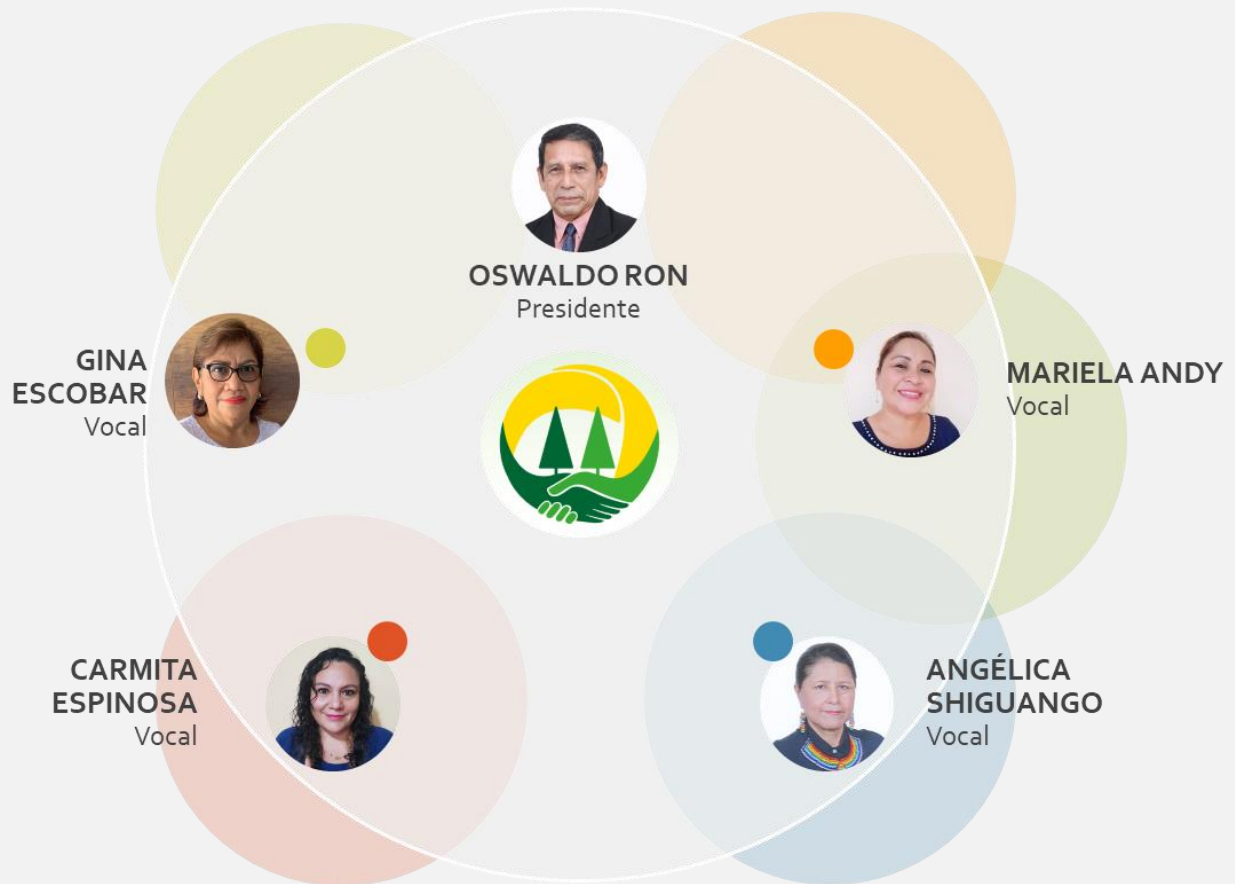 OSWALDO RON
Presidente
GINA
ESCOBAR
Vocal
MARIELA ANDY
Vocal
CARMITA
ESPINOSA
Vocal
ANGÉLICA
SHIGUANGO
Vocal